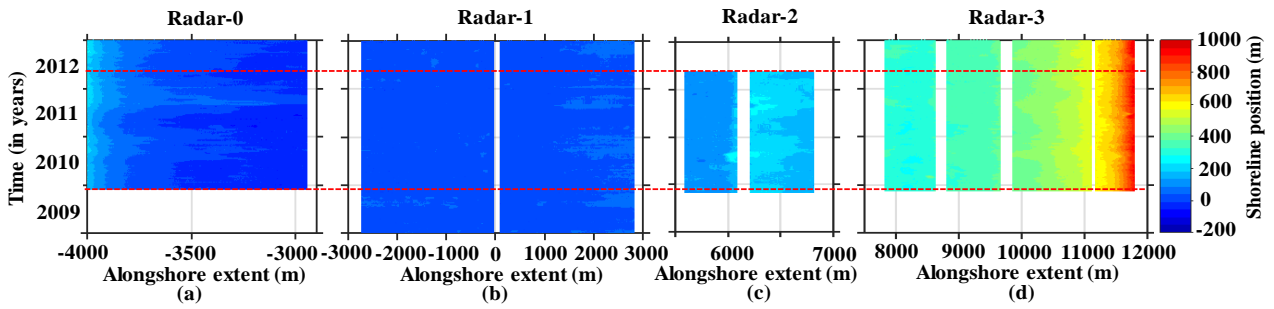 Radar-0 Radar-1 Radar-2 Radar-3
1000
2012
800
600
2011
400
2010
200
0
2009
-200
-4000 -3500 -3000 -3000 -2000 -1000 0 1000 2000 3000 6000 7000 8000 9000 10000 11000 12000
Alongshore extent (m) Alongshore extent (m) Alongshore extent (m) Alongshore extent (m)
(a) (b) (c) (d)
Time (in years)
Shoreline position (m)